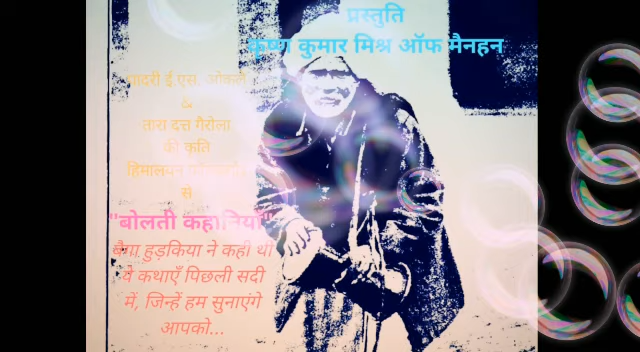 प्रस्तुति
कृष्ण कुमार मिश्र ऑफ मैनहन
पादरी ई एस. ओकले
&
तारा दत्त गैरोला
की कृति
से
"बोलती कहानियाँ"
बैगा हुड़किया ने कही थी
ये कथाएँ पिछली सदी
में, जिन्हें हम सुनाएंगे
आपको...